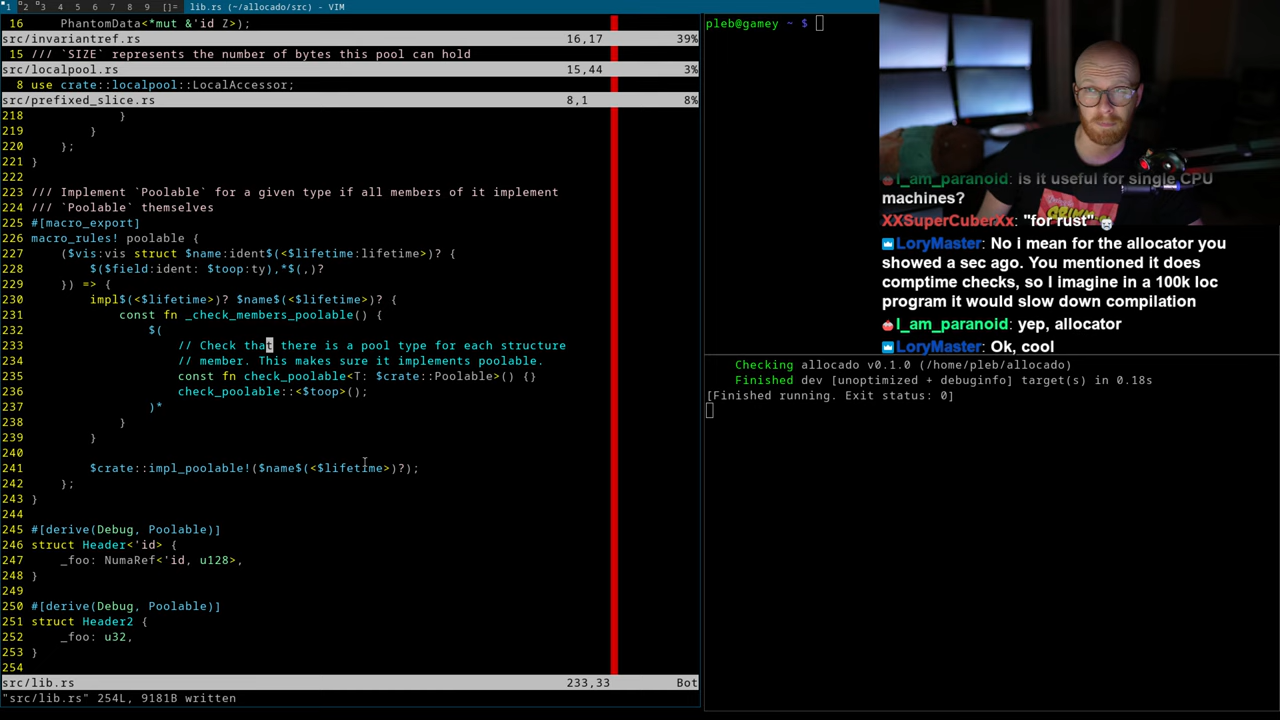 1 2 3 4 5 6 7 8 9 []= lib.rs (~/allocado/src) - VIM
16 PhantomData<*mut &'id Z>);
src/invariantref.rs 16,17 39%
15 /// `SIZE` represents the number of bytes this pool can hold
src/localpool.rs 15,44 3%
8 use crate::localpool::LocalAccessor;
src/prefixed_slice.rs 8,1 8%
218 }
219 }
220 };
221 }
222
223 /// Implement `Poolable` for a given type if all members of it implement
224 /// `Poolable` themselves
225 #[macro_export]
226 macro_rules! poolable {
227 ($vis:vis struct $name:ident$(<$lifetime:lifetime>)? {
228 $($field:ident: $toop:ty),*$(,)?
229 }) => {
230 impl$(<$lifetime>)? $name$(<$lifetime>)? {
231 const fn _check_members_poolable() {
232 $(
233 // Check that there is a pool type for each structure
234 // member. This makes sure it implements poolable.
235 const fn check_poolable<T: $crate::Poolable>() {}
236 check_poolable::<$toop>();
237 )*
238 }
239 }
240
241 $crate::impl_poolable!($name$(<$lifetime>)?);
242 };
243 }
244
245 #[derive(Debug, Poolable)]
246 struct Header<'id> {
247 _foo: NumaRef<'id, u128>,
248 }
249
250 #[derive(Debug, Poolable)]
251 struct Header2 {
252 _foo: u32,
253 }
254
src/lib.rs 233,33 Bot
"src/lib.rs" 254L, 9181B written
pleb@gamey ~ $
I_am_paranoid: is it useful for single CPU
machines?
XXSuperCuberXx: "for rust"
LoryMaster: No i mean for the allocator you
showed a sec ago. You mentioned it does
comptime checks, so I imagine in a 100k loc
program it would slow down compilation
I_am_paranoid: yep, allocator
LoryMaster: Ok, cool
Checking allocado v0.1.0 (/home/pleb/allocado)
Finished dev [unoptimized + debuginfo] target(s) in 0.18s
[Finished running. Exit status: 0]